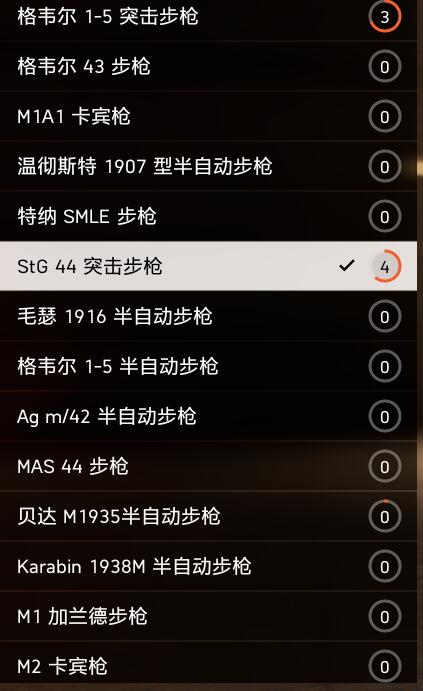 格韦尔 1-5 突击步枪 3
格韦尔 43 步枪 0
M1A1 卡宾枪 0
温彻斯特 1907 型半自动步枪 0
特纳 SMLE 步枪 0
StG 44 突击步枪 4
毛瑟 1916 半自动步枪 0
格韦尔 1-5 半自动步枪 0
Ag m/42 半自动步枪 0
MAS 44 步枪 0
贝达 M1935半自动步枪 0
Karabin 1938M 半自动步枪 0
M1 加兰德步枪 0
M2 卡宾枪 0